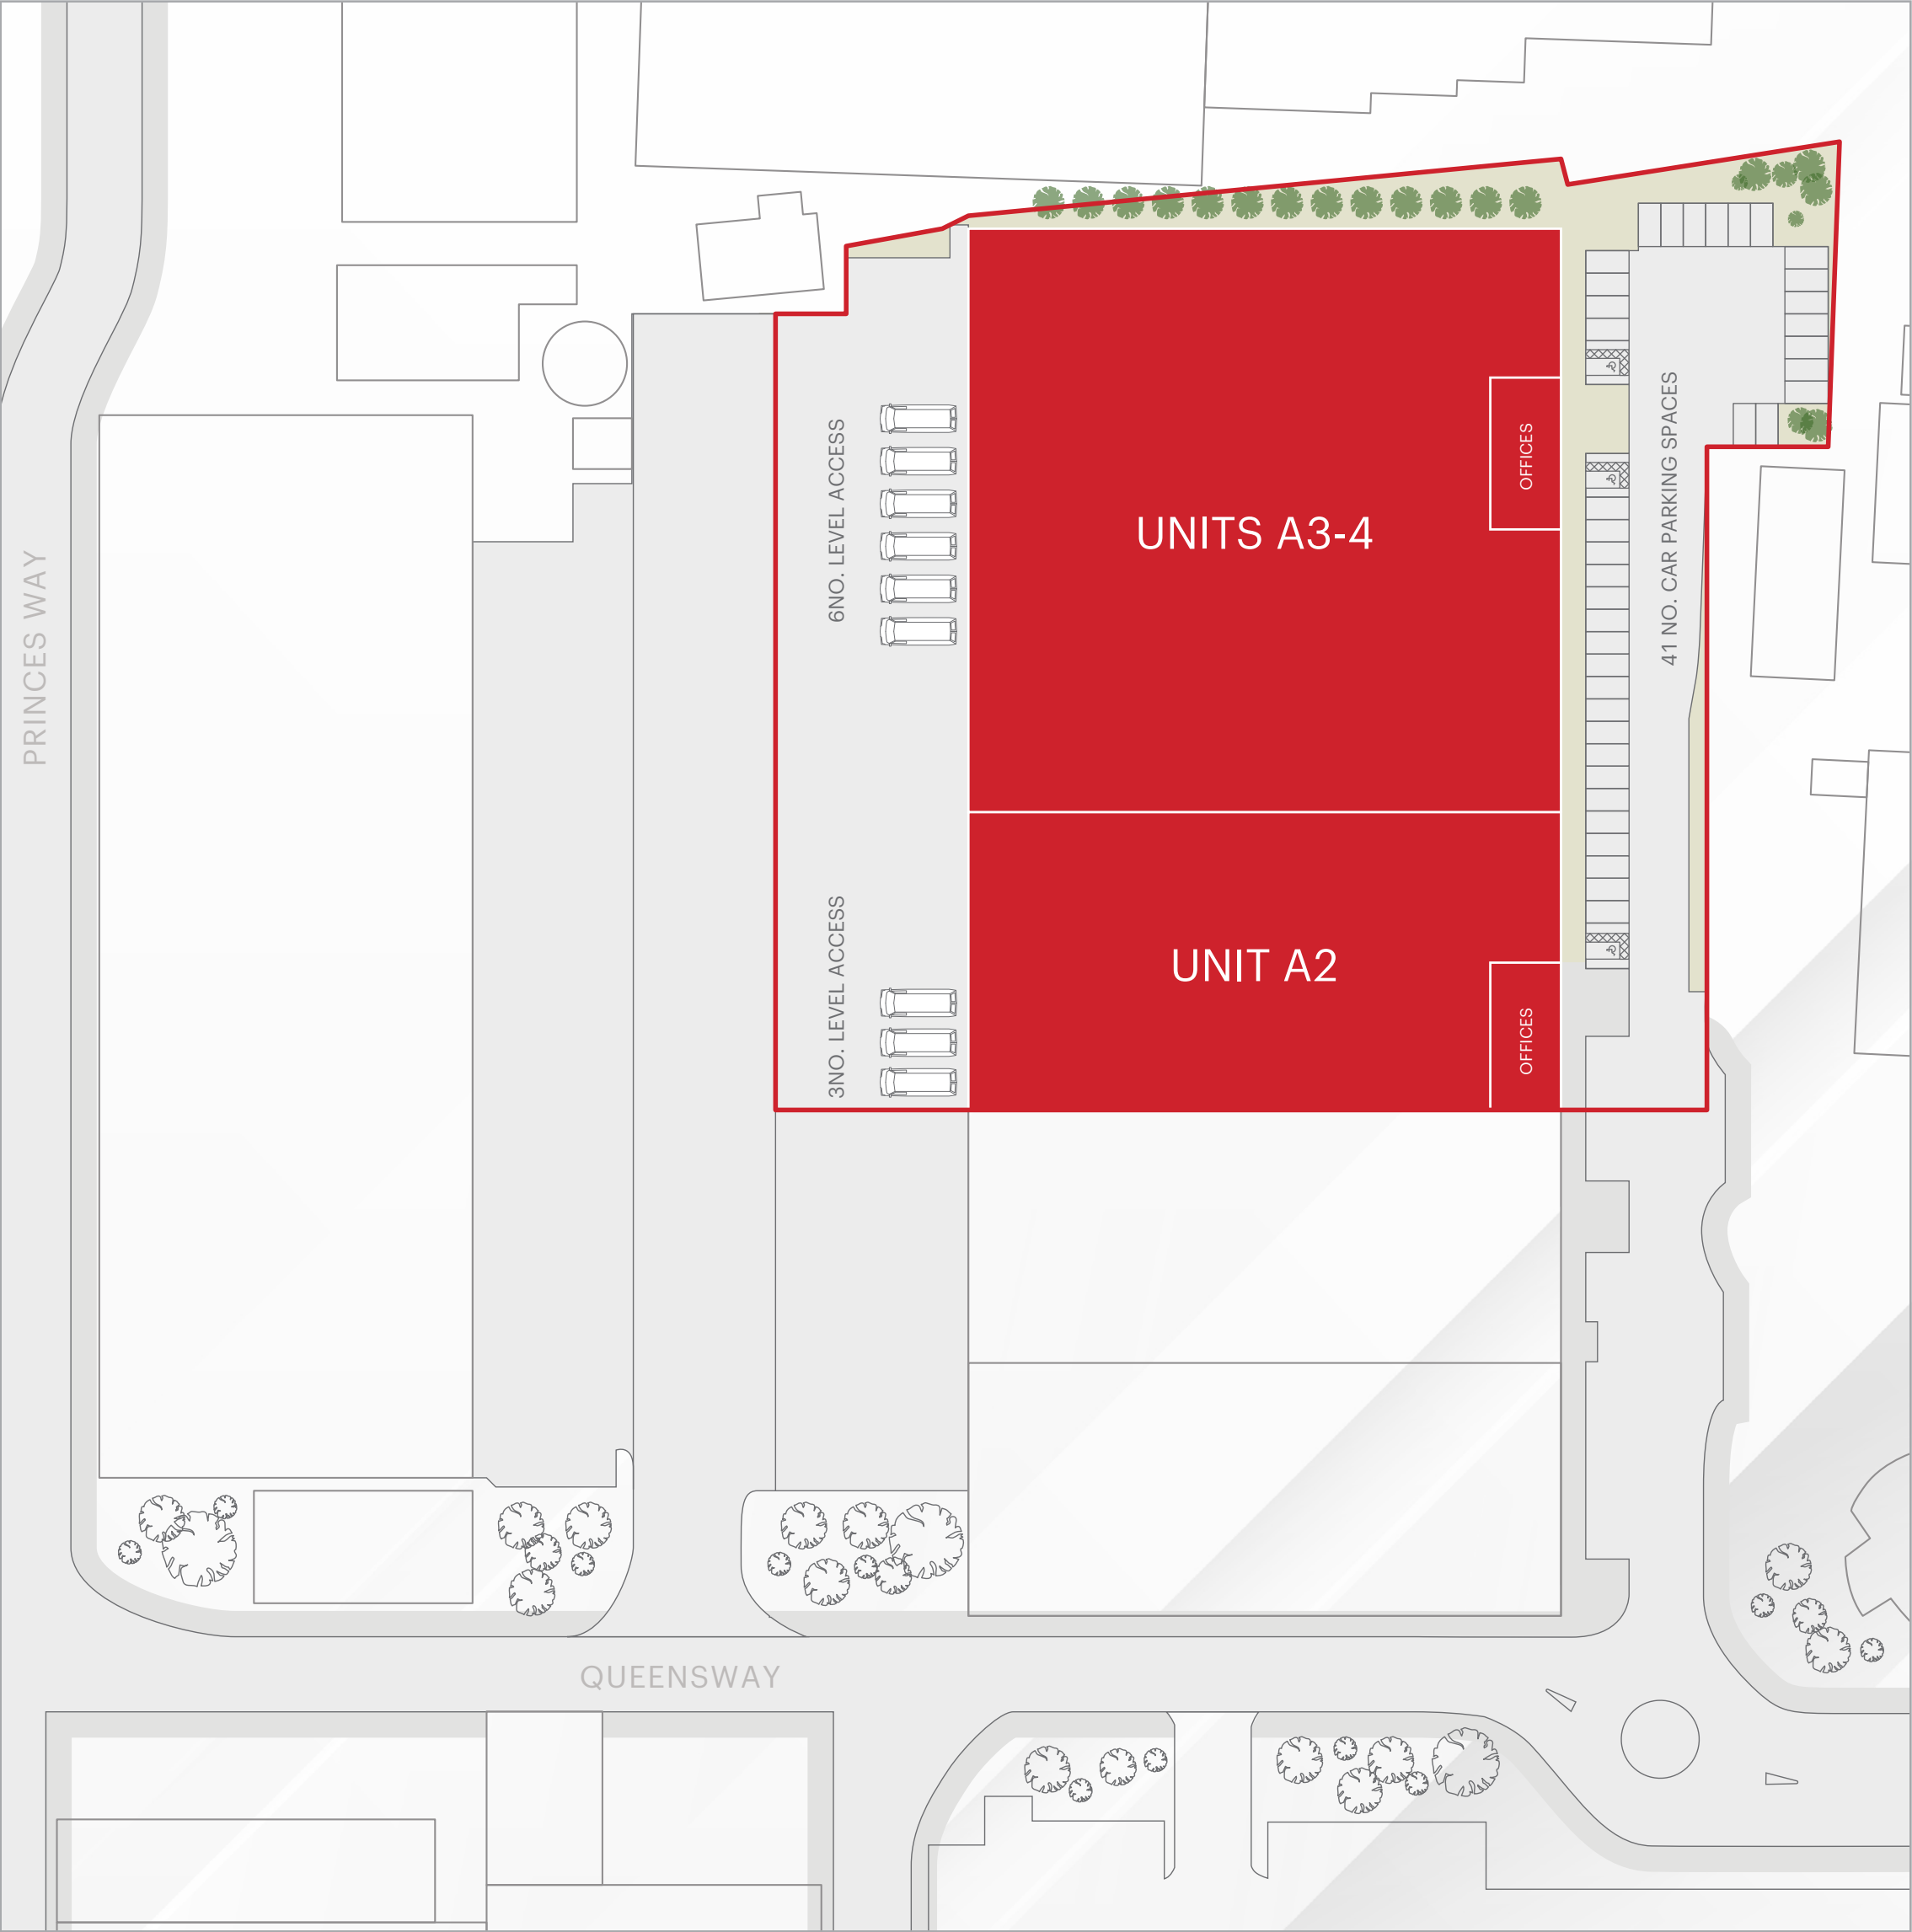 PRINCES WAY
6NO. LEVEL ACCESS
UNITS A3-4
OFFICES
41 NO. CAR PARKING SPACES
3NO. LEVEL ACCESS
UNIT A2
OFFICES
QUEENSWAY